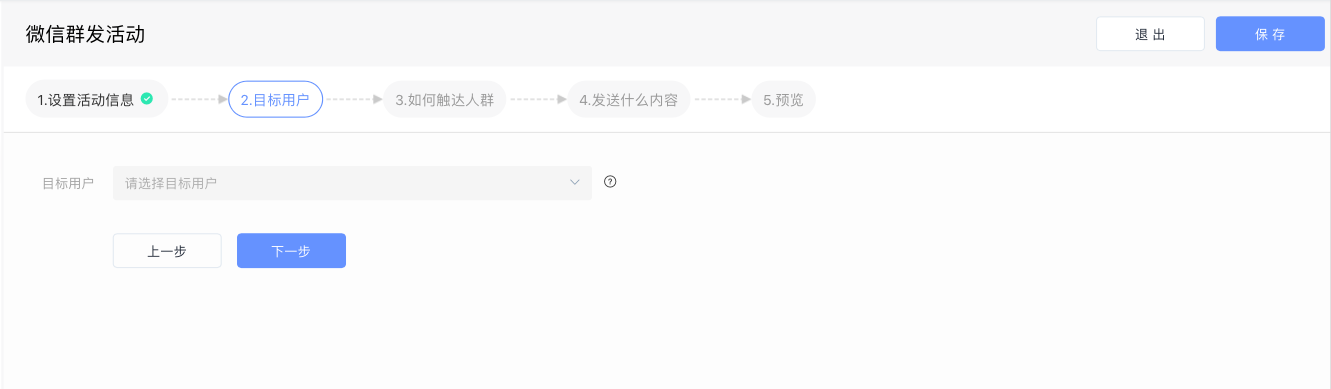 微信群发活动
退 出
保 存
1.设置活动信息
2.目标用户
3.如何触达人群
4.发送什么内容
5.预览
目标用户
请选择目标用户
?
上一步
下一步